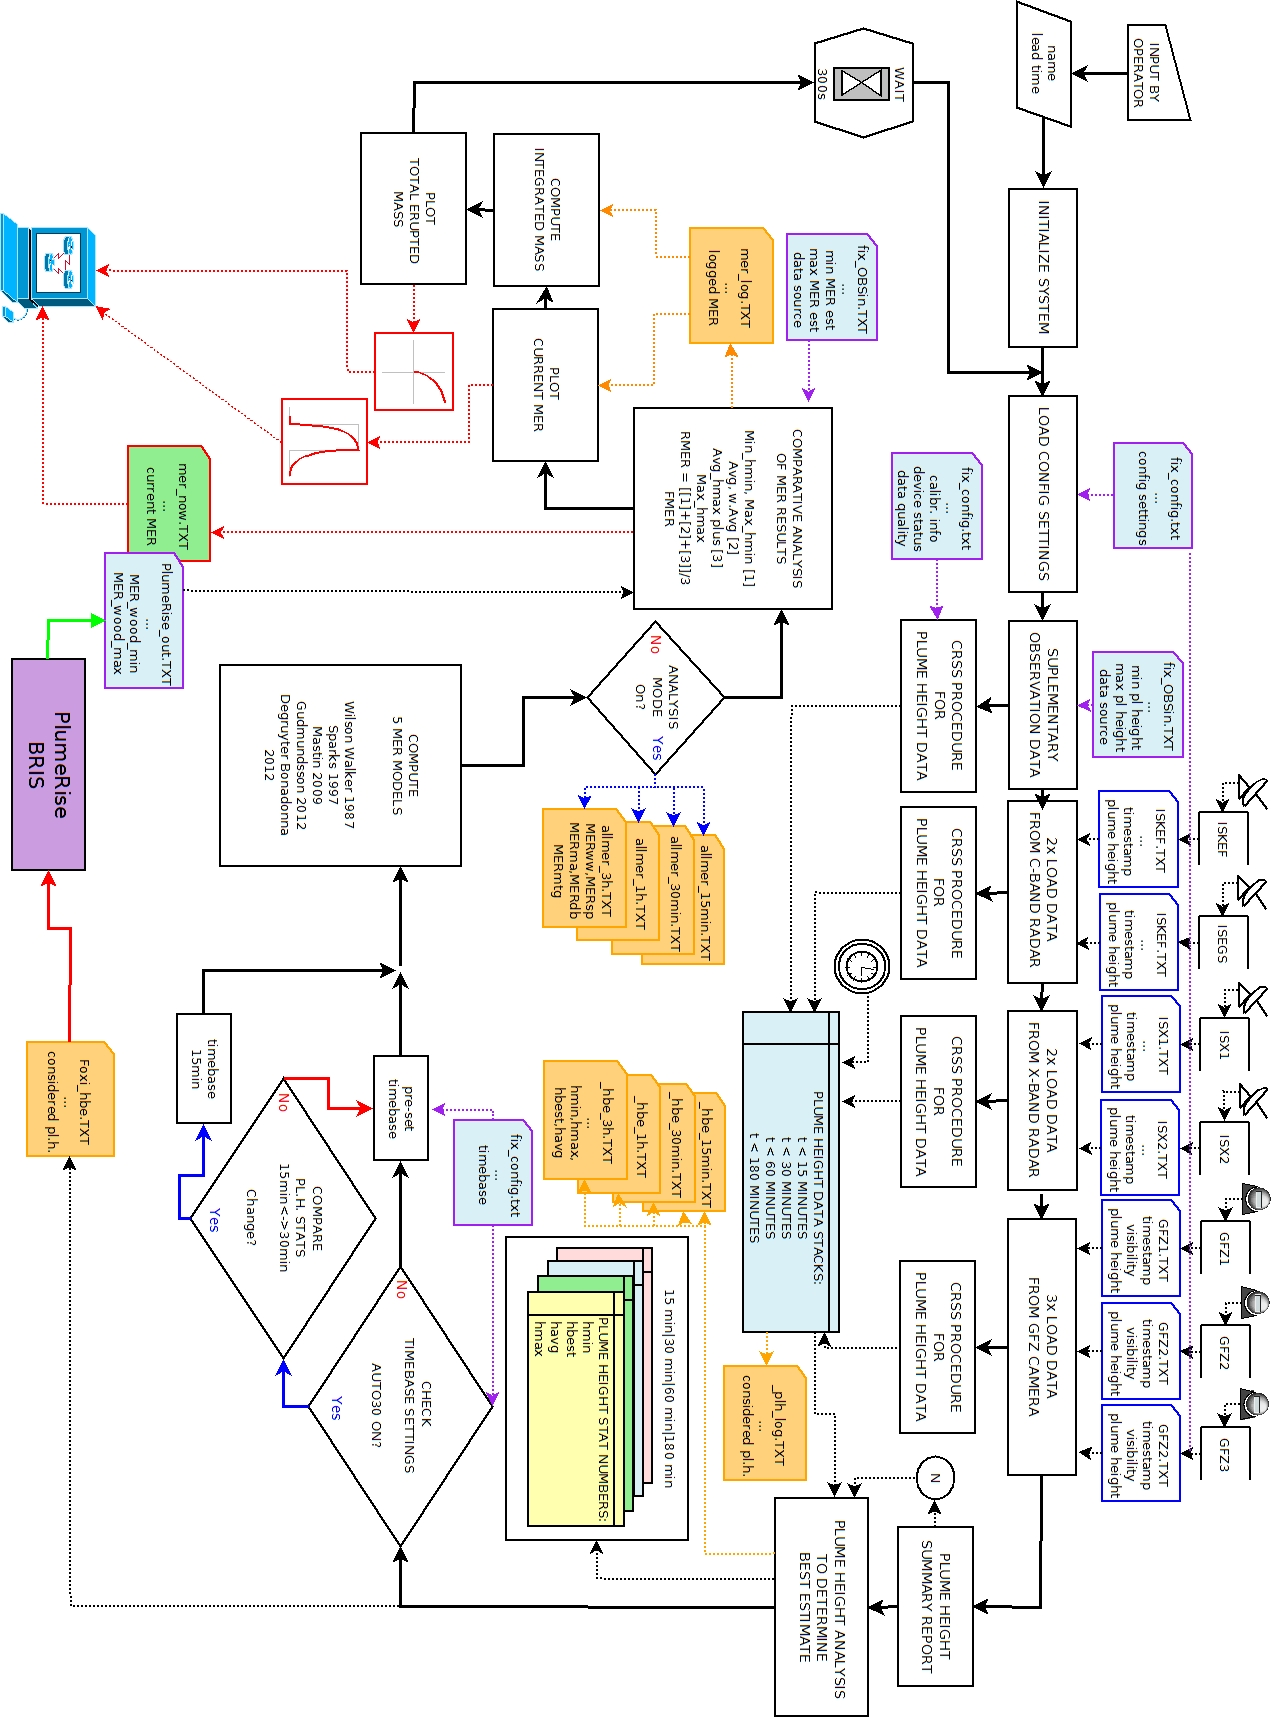 INPUT BY
OPERATOR
name
lead time
INITIALIZE SYSTEM
WAIT
300s
LOAD CONFIG SETTINGS
fix_config.txt
...
config settings
SUPLEMENTARY
OBSERVATION DATA
fix_OBSin.TXT
...
min pl height
max pl height
data source
2x LOAD DATA
FROM C-BAND RADAR
ISKEF
ISKEF.TXT
timestamp
...
plume height
ISEGS
ISKEF.TXT
timestamp
...
plume height
2x LOAD DATA
FROM X-BAND RADAR
ISX1
ISX1.TXT
timestamp
...
plume height
ISX2
ISX2.TXT
timestamp
...
plume height
3x LOAD DATA
FROM GFZ CAMERA
GFZ1
GFZ1.TXT
timestamp
visibility
plume height
GFZ2
GFZ2.TXT
timestamp
visibility
plume height
GFZ3
GFZ2.TXT
timestamp
visibility
plume height
fix_config.txt
...
calibr. info
device status
data quality
CRSS PROCEDURE
FOR
PLUME HEIGHT DATA
CRSS PROCEDURE
FOR
PLUME HEIGHT DATA
CRSS PROCEDURE
FOR
PLUME HEIGHT DATA
CRSS PROCEDURE
FOR
PLUME HEIGHT DATA
N
PLUME HEIGHT
SUMMARY REPORT
PLUME HEIGHT DATA STACKS:
t < 15 MINUTES
t < 30 MINUTES
t < 60 MINUTES
t < 180 MINUTES
_plh_log.TXT
...
considered pl.h.
PLUME HEIGHT ANALYSIS
TO DETERMINE
BEST ESTIMATE
15 min|30 min|60 min|180 min
PLUME HEIGHT STAT NUMBERS:
hmin
hbest
havg
hmax
_hbe_15min.TXT
_hbe_30min.TXT
_hbe_1h.TXT
_hbe_3h.TXT
...
hmin,hmax,
hbest,havg
fix_config.txt
...
timebase
CHECK
TIMEBASE SETTINGS
AUTO30 ON?
No
Yes
COMPARE
PL.H. STATS
15min<->30min
Change?
No
Yes
pre-set
timebase
timebase
15min
Foxi_hbe.TXT
...
considered pl.h.
PlumeRise
BRIS
PlumeRise_out.TXT
...
MER_wood_min
MER_wood_max
COMPUTE
5 MER MODELS
Wilson Walker 1987
Sparks 1997
Mastin 2009
Gudmundsson 2012
Degruyter Bonadonna
2012
ANALYSIS
MODE
On?
No
Yes
allmer_15min.TXT
allmer_30min.TXT
allmer_1h.TXT
allmer_3h.TXT
MERww,MERsp
MERma,MERdb
MERmtg
COMPARATIVE ANALYSIS
OF MER RESULTS
Min_hmin, Max_hmin [1]
Avg, w.Avg [2]
Avg_hmax plus [3]
Max_hmax
RMER = [[1]+[2]+[3]]/3
FMER
fix_OBSin.TXT
...
min MER est
max MER est
data source
mer_log.TXT
...
logged MER
mer_now.TXT
...
current MER
PLOT
CURRENT MER
COMPUTE
INTEGRATED MASS
PLOT
TOTAL ERUPTED
MASS